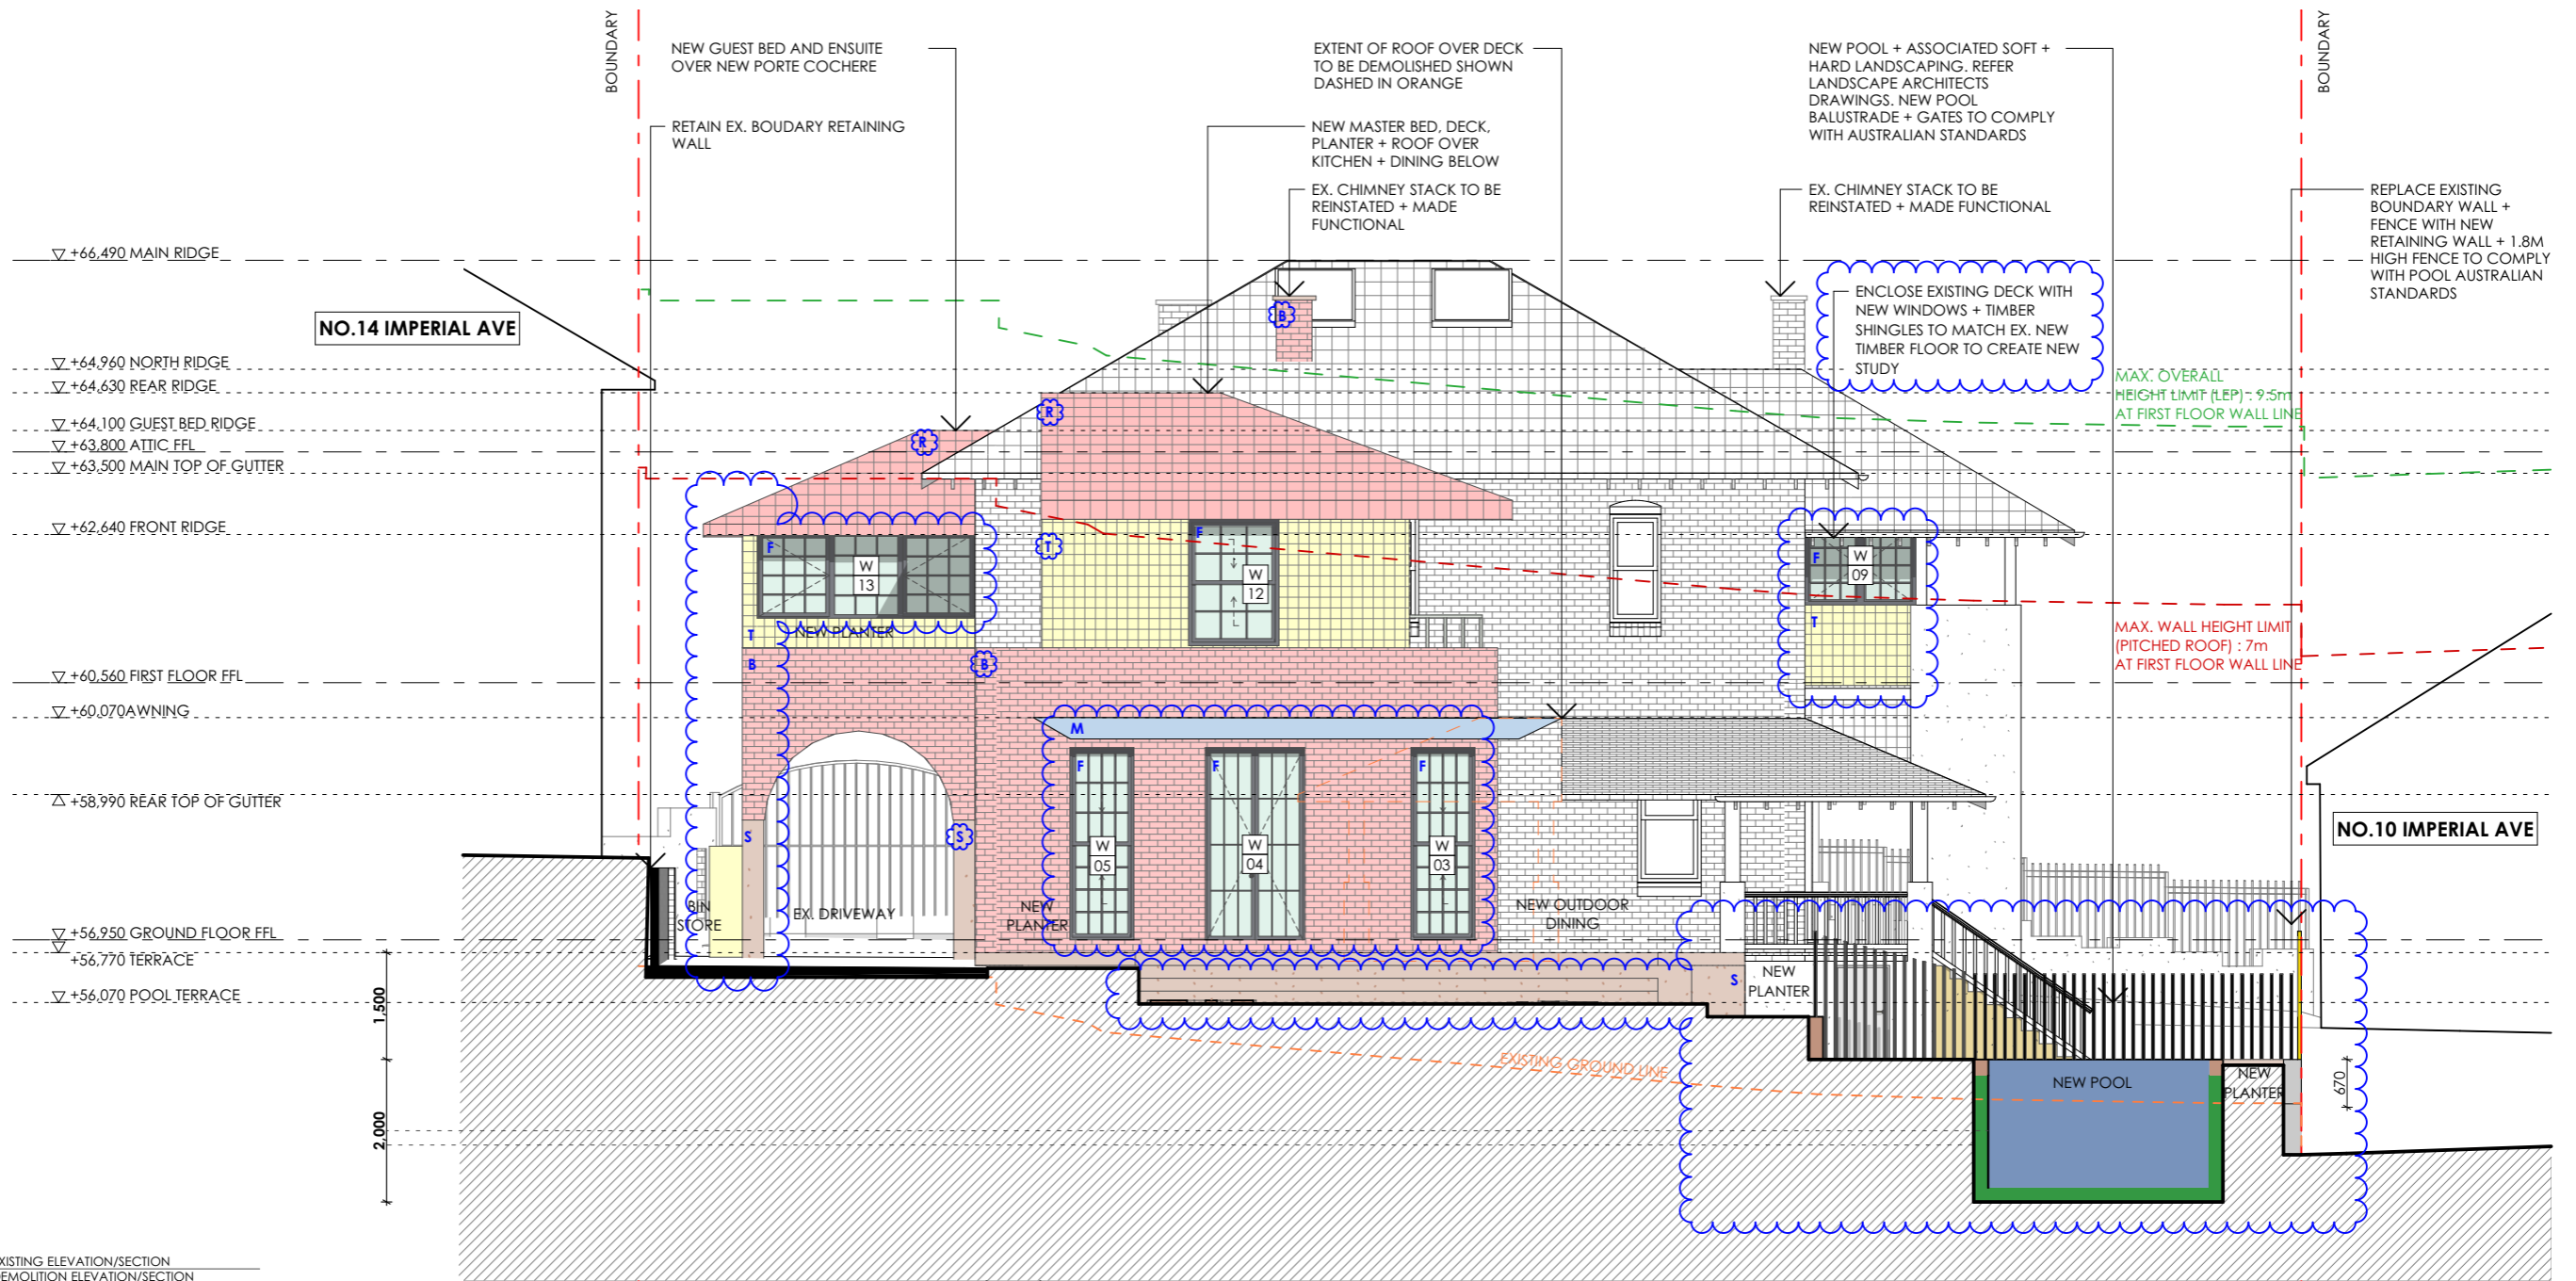 BOUNDARY
NEW GUEST BED AND ENSUITE
OVER NEW PORTE COCHERE
RETAIN EX. BOUDARY RETAINING
WALL
EXTENT OF ROOF OVER DECK
TO BE DEMOLISHED SHOWN
DASHED IN ORANGE
NEW MASTER BED, DECK,
PLANTER + ROOF OVER
KITCHEN + DINING BELOW
EX. CHIMNEY STACK TO BE
REINSTATED + MADE
FUNCTIONAL
NEW POOL + ASSOCIATED SOFT +
HARD LANDSCAPING. REFER
LANDSCAPE ARCHITECTS
DRAWINGS. NEW POOL
BALUSTRADE + GATES TO COMPLY
WITH AUSTRALIAN STANDARDS
EX. CHIMNEY STACK TO BE
REINSTATED + MADE FUNCTIONAL
BOUNDARY
REPLACE EXISTING
BOUNDARY WALL +
FENCE WITH NEW
RETAINING WALL + 1.8M
HIGH FENCE TO COMPLY
WITH POOL AUSTRALIAN
STANDARDS
ENCLOSE EXISTING DECK WITH
NEW WINDOWS + TIMBER
SHINGLES TO MATCH EX. NEW
TIMBER FLOOR TO CREATE NEW
STUDY
+66,490 MAIN RIDGE
NO.14 IMPERIAL AVE
+64,960 NORTH RIDGE
+64,630 REAR RIDGE
+64,100 GUEST BED RIDGE
+63,800 ATTIC FFL
+63,500 MAIN TOP OF GUTTER
+62,640 FRONT RIDGE
+60,560 FIRST FLOOR FFL
+60,070AWNING
+58,990 REAR TOP OF GUTTER
+56,950 GROUND FLOOR FFL
+56,770 TERRACE
+56,070 POOL TERRACE
1,500
2,000
MAX. OVERALL
HEIGHT LIMIT (LEP) : 9.5m
AT FIRST FLOOR WALL LINE
MAX. WALL HEIGHT LIMIT
(PITCHED ROOF) : 7m
AT FIRST FLOOR WALL LINE
NO.10 IMPERIAL AVE
B
R
R
F
W
13
T
F
W
12
F
W
09
T
NEW PLANTER
T
B
B
M
F
W
05
F
W
04
F
W
03
S
S
BIN
STORE
EX. DRIVEWAY
NEW
PLANTER
NEW OUTDOOR
DINING
S
NEW
PLANTER
EXISTING GROUND LINE
NEW POOL
NEW
PLANTER
670
XISTING ELEVATION/SECTION
DEMOLITION ELEVATION/SECTION